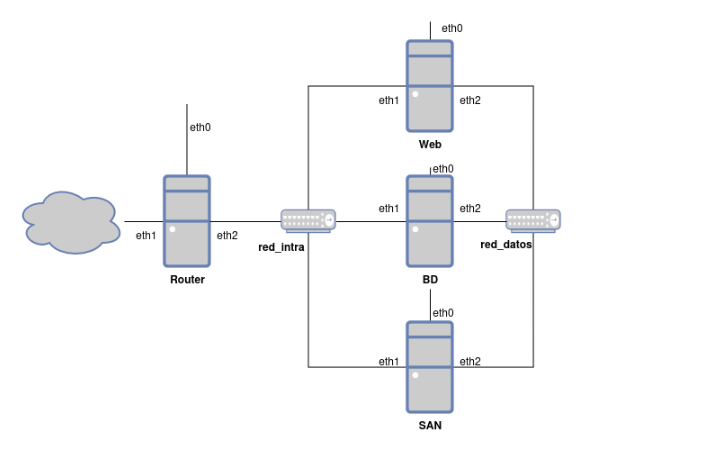 eth0
eth1
eth2
Web
eth0
eth0
eth1
eth2
eth1
eth2
red_intra
red_datos
Router
BD
eth0
eth1
eth2
SAN